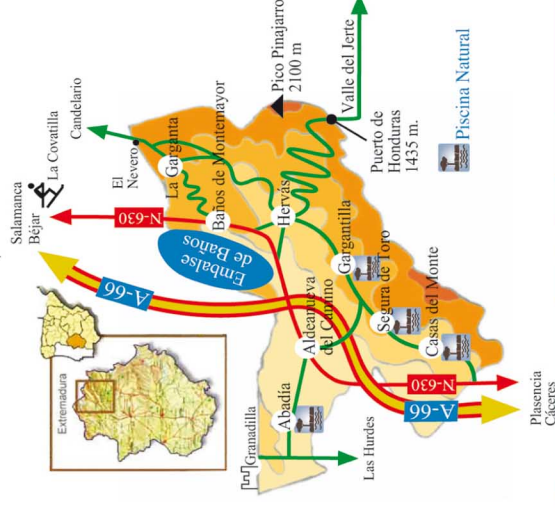 Salamanca
Béjar
La Covatilla
Candelario
El
Nevero
La Garganta
Baños de Montemayor
N-630
A-66
Embalse
de Baños
Hervás
Pico Pinajarro
2100 m
Valle del Jerte
Puerto de
Honduras
1435 m.
Piscina Natural
Gargantilla
Segura de Toro
Casas del Monte
Aldeanueva
del Camino
Abadía
Granadilla
Las Hurdes
N-630
A-66
Plasencia
Cáceres
Extremadura